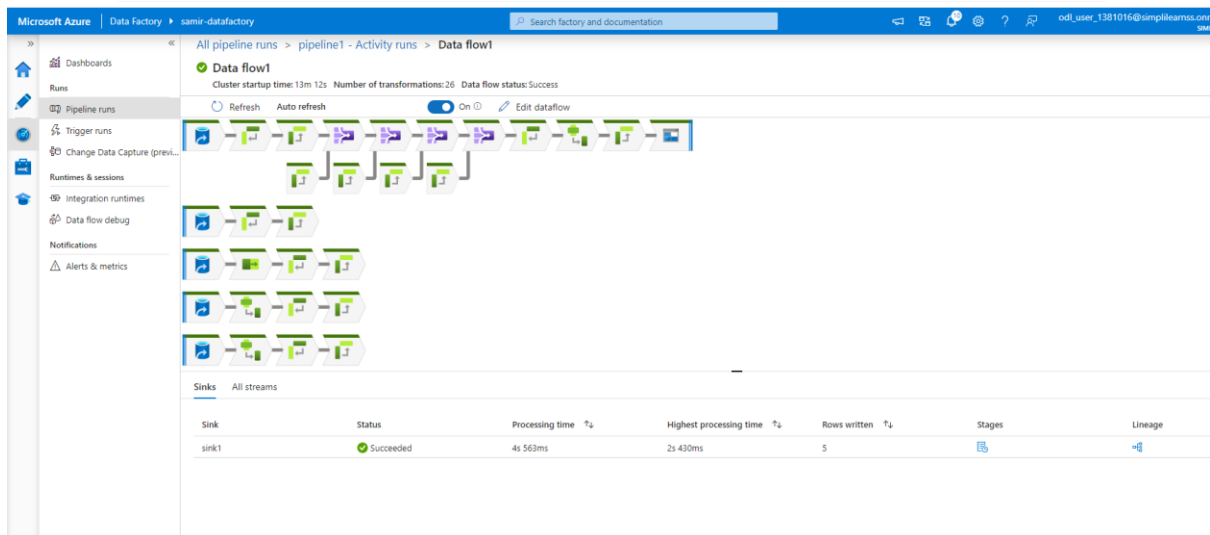 Microsoft Azure Data Factory samir-datafactory Search factory and documentation 10 odl_user_1381016@simplilearnss.onm
SIM
» « All pipeline runs > pipeline1 - Activity runs > Data flow1
Dashboards Data flow1
Cluster startup time: 13m 12s Number of transformations: 26 Data flow status: Success
Runs
Pipeline runs Refresh Auto refresh On Edit dataflow
Trigger runs
Change Data Capture (previ...
Runtimes & sessions
Integration runtimes
Data flow debug
Notifications
Alerts & metrics
Sinks All streams
Sink Status Processing time Highest processing time Rows written Stages Lineage
sink1 Succeeded 4s 563ms 2s 430ms 5